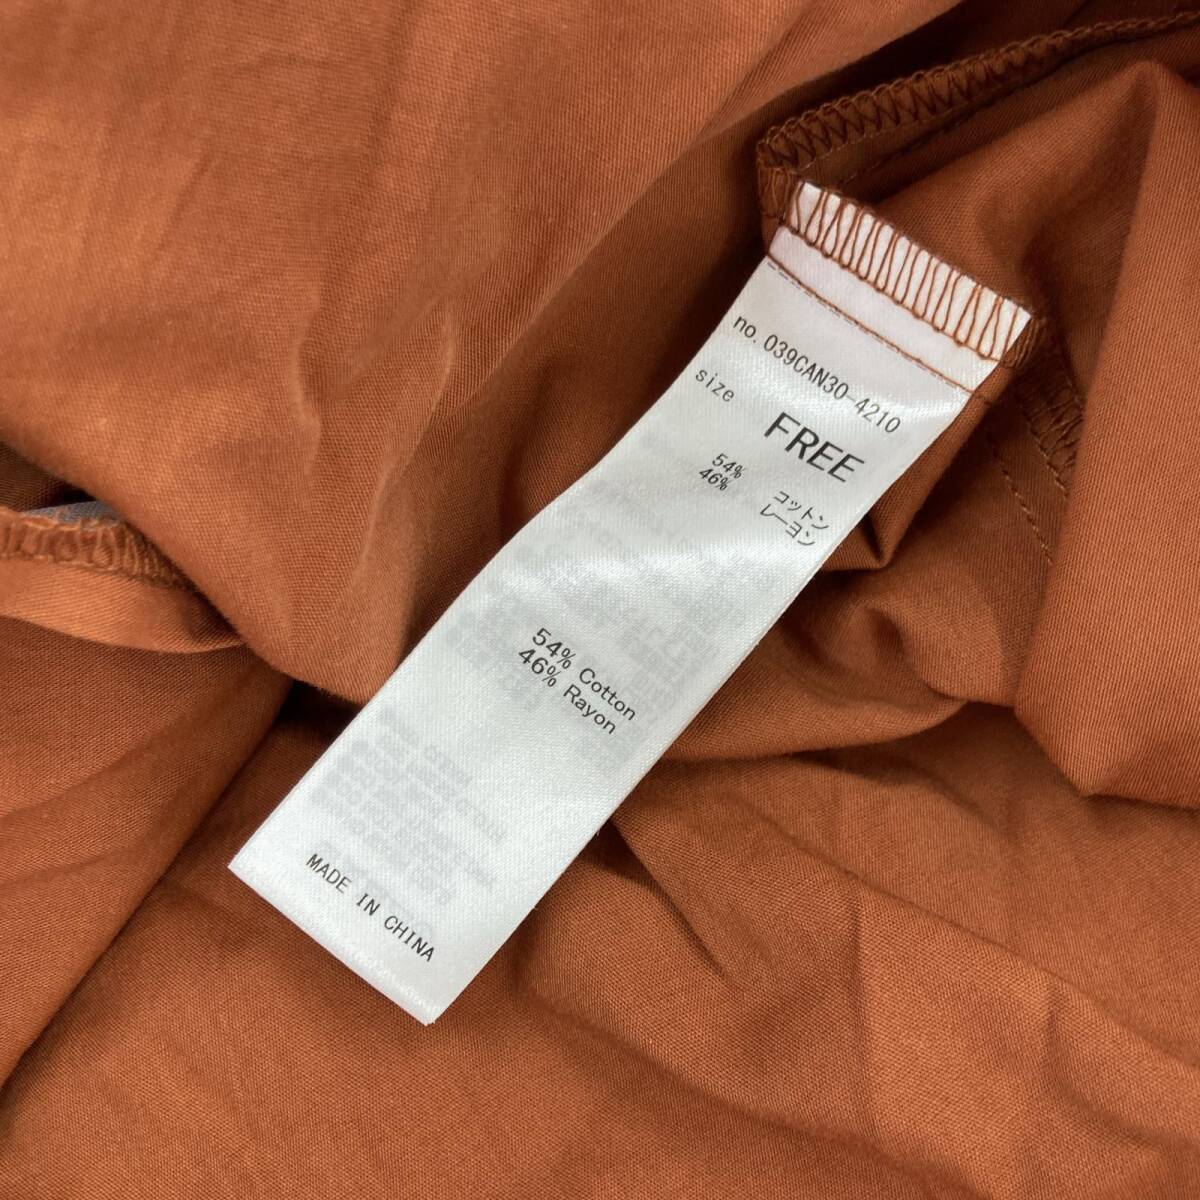 no. 039CAN30-4210
size FREE
54% コットン
46% レーヨン
54% Cotton
46% Rayon
MADE IN CHINA